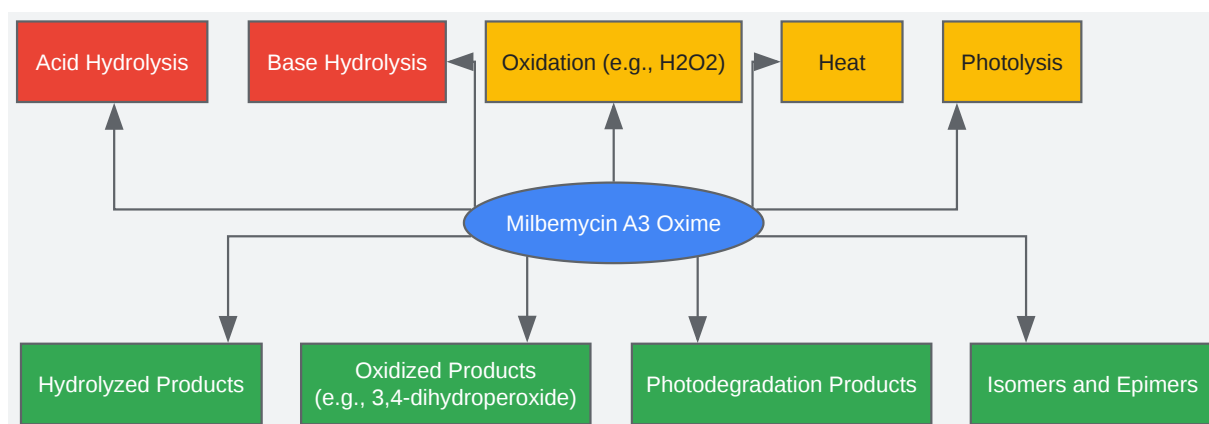 Acid Hydrolysis
Base Hydrolysis
Oxidation (e.g., H2O2)
Heat
Photolysis
Milbemycin A3 Oxime
Hydrolyzed Products
Oxidized Products
(e.g., 3,4-dihydroperoxide)
Photodegradation Products
Isomers and Epimers